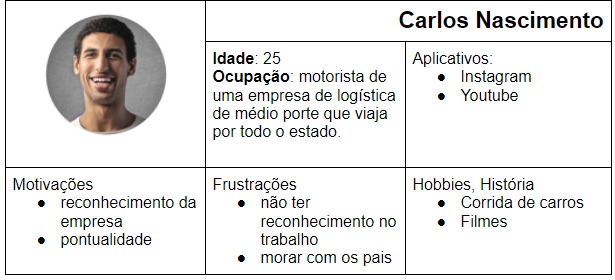 Carlos Nascimento
Idade: 25
Ocupação: motorista de
uma empresa de logística
de médio porte que viaja
por todo o estado.
Aplicativos:
● Instagram
● Youtube
Motivações
● reconhecimento da
empresa
● pontualidade
Frustrações
● não ter
reconhecimento no
trabalho
● morar com os pais
Hobbies, História
● Corrida de carros
● Filmes